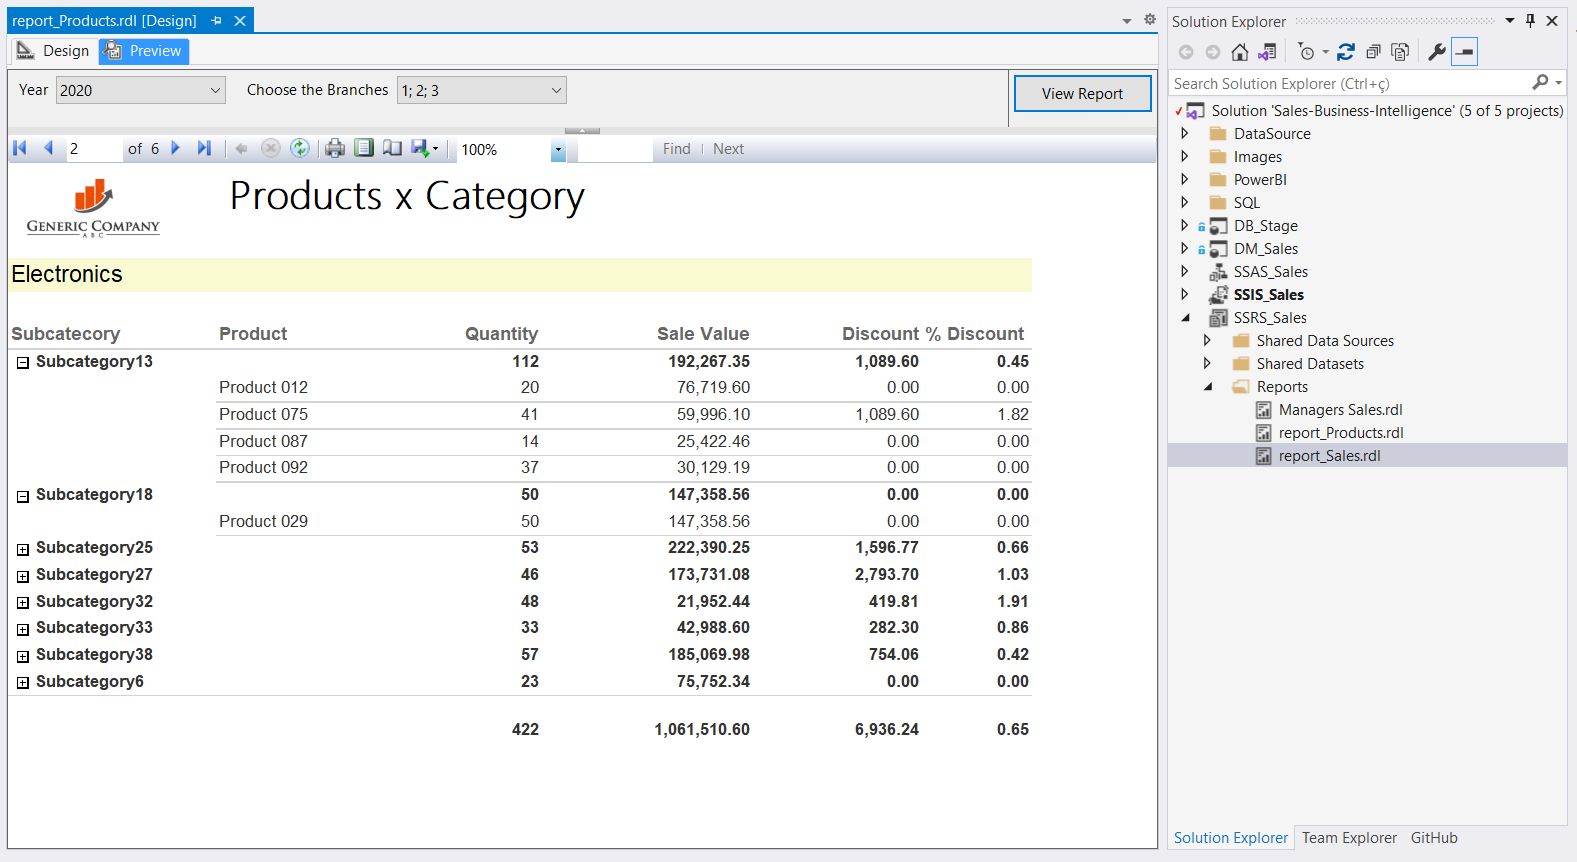 report_Products.rdl [Design]
Design Preview
Year 2020 Choose the Branches 1; 2; 3 View Report
2 of 6 100% Find | Next
GENERIC COMPANY
ABC
Products x Category
Electronics
Subcatecory Product Quantity Sale Value Discount % Discount
Subcategory13 112 192,267.35 1,089.60 0.45
Product 012 20 76,719.60 0.00 0.00
Product 075 41 59,996.10 1,089.60 1.82
Product 087 14 25,422.46 0.00 0.00
Product 092 37 30,129.19 0.00 0.00
Subcategory18 50 147,358.56 0.00 0.00
Product 029 50 147,358.56 0.00 0.00
Subcategory25 53 222,390.25 1,596.77 0.66
Subcategory27 46 173,731.08 2,793.70 1.03
Subcategory32 48 21,952.44 419.81 1.91
Subcategory33 33 42,988.60 282.30 0.86
Subcategory38 57 185,069.98 754.06 0.42
Subcategory6 23 75,752.34 0.00 0.00
422 1,061,510.60 6,936.24 0.65
Solution Explorer
Search Solution Explorer (Ctrl+ç)
Solution 'Sales-Business-Intelligence' (5 of 5 projects)
DataSource
Images
PowerBI
SQL
DB_Stage
DM_Sales
SSAS_Sales
SSIS_Sales
SSRS_Sales
Shared Data Sources
Shared Datasets
Reports
Managers Sales.rdl
report_Products.rdl
report_Sales.rdl
Solution Explorer Team Explorer GitHub